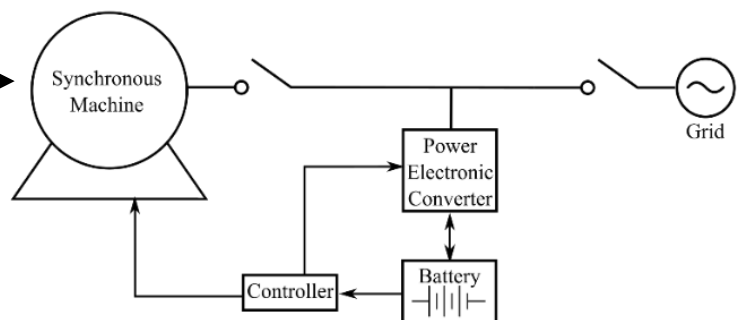 Synchronous
Machine
Grid
Power
Electronic
Converter
Battery
Controller